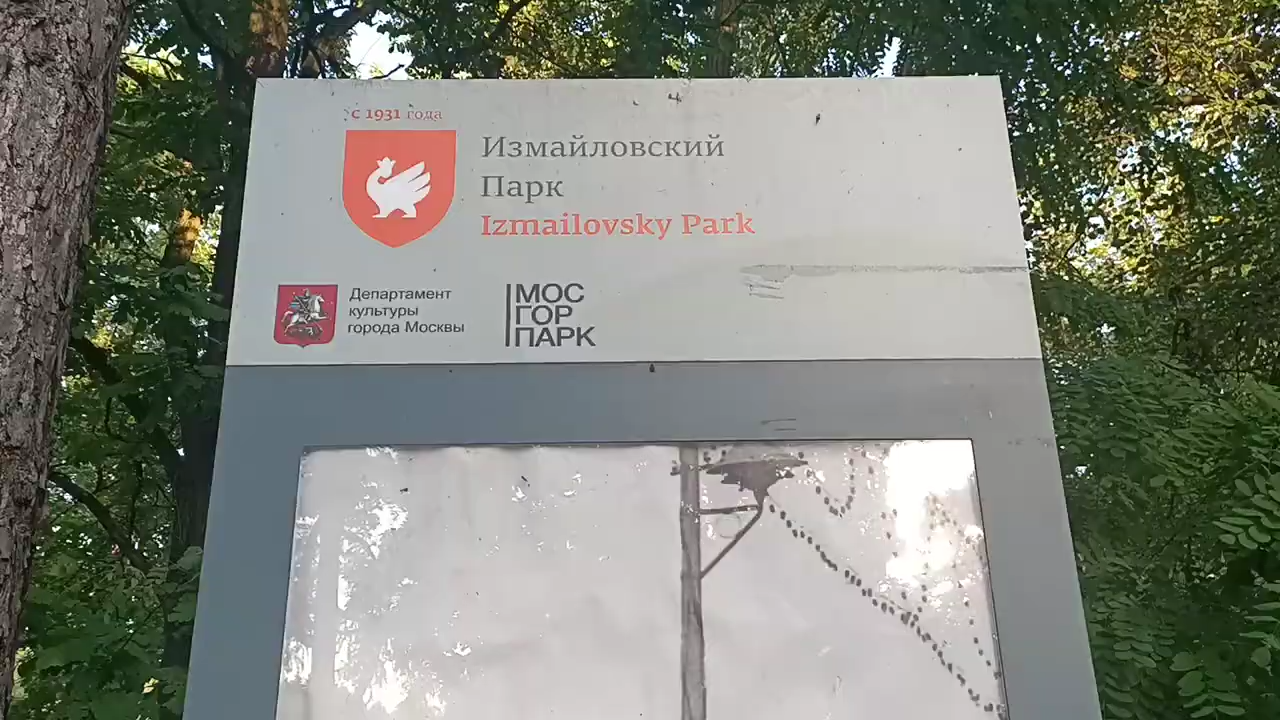 с 1931 года
Измайловский
Парк
Izmailovsky Park
Департамент
культуры
города Москвы
МОС
ГОР
ПАРК